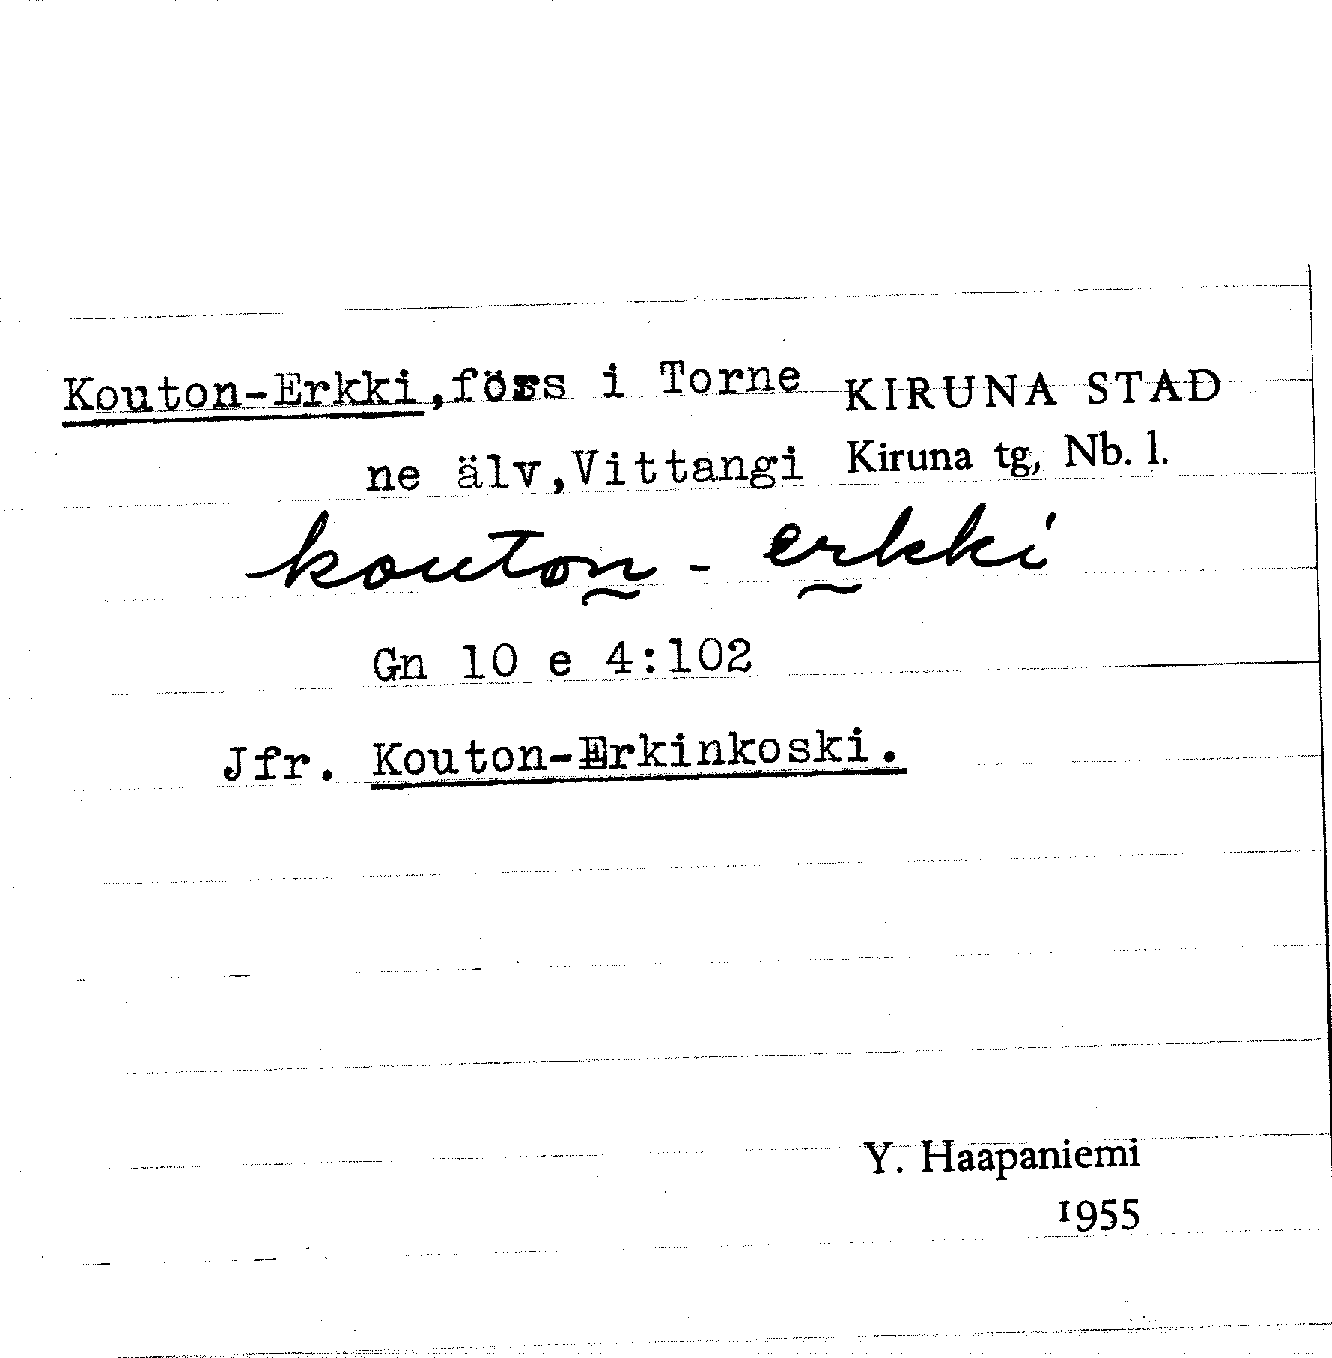 Kouton-Erkki, förs i Torne KIRUNA STAD
ne älv, Vittangi Kiruna tg, Nb. l.
kouton - erkki
Gn 10 e 4:102
Jfr. Kouton-Erkinkoski.
Y. Haapaniemi
1955